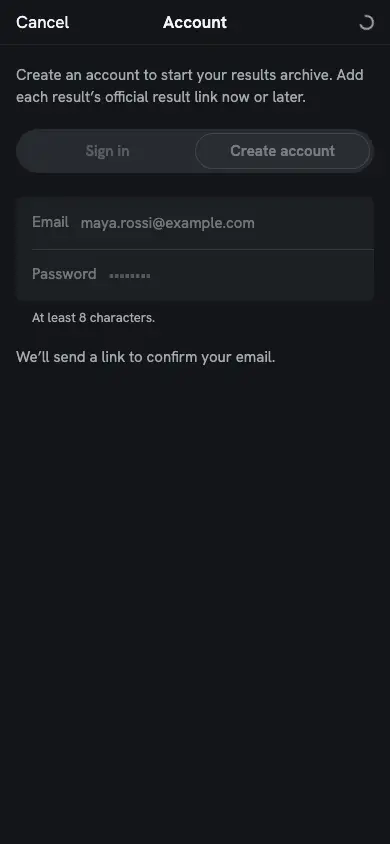 Cancel
Account
Create an account to start your results archive. Add
each result’s official result link now or later.
Sign in
Create account
Email maya.rossi@example.com
Password ••••••••
At least 8 characters.
We’ll send a link to confirm your email.